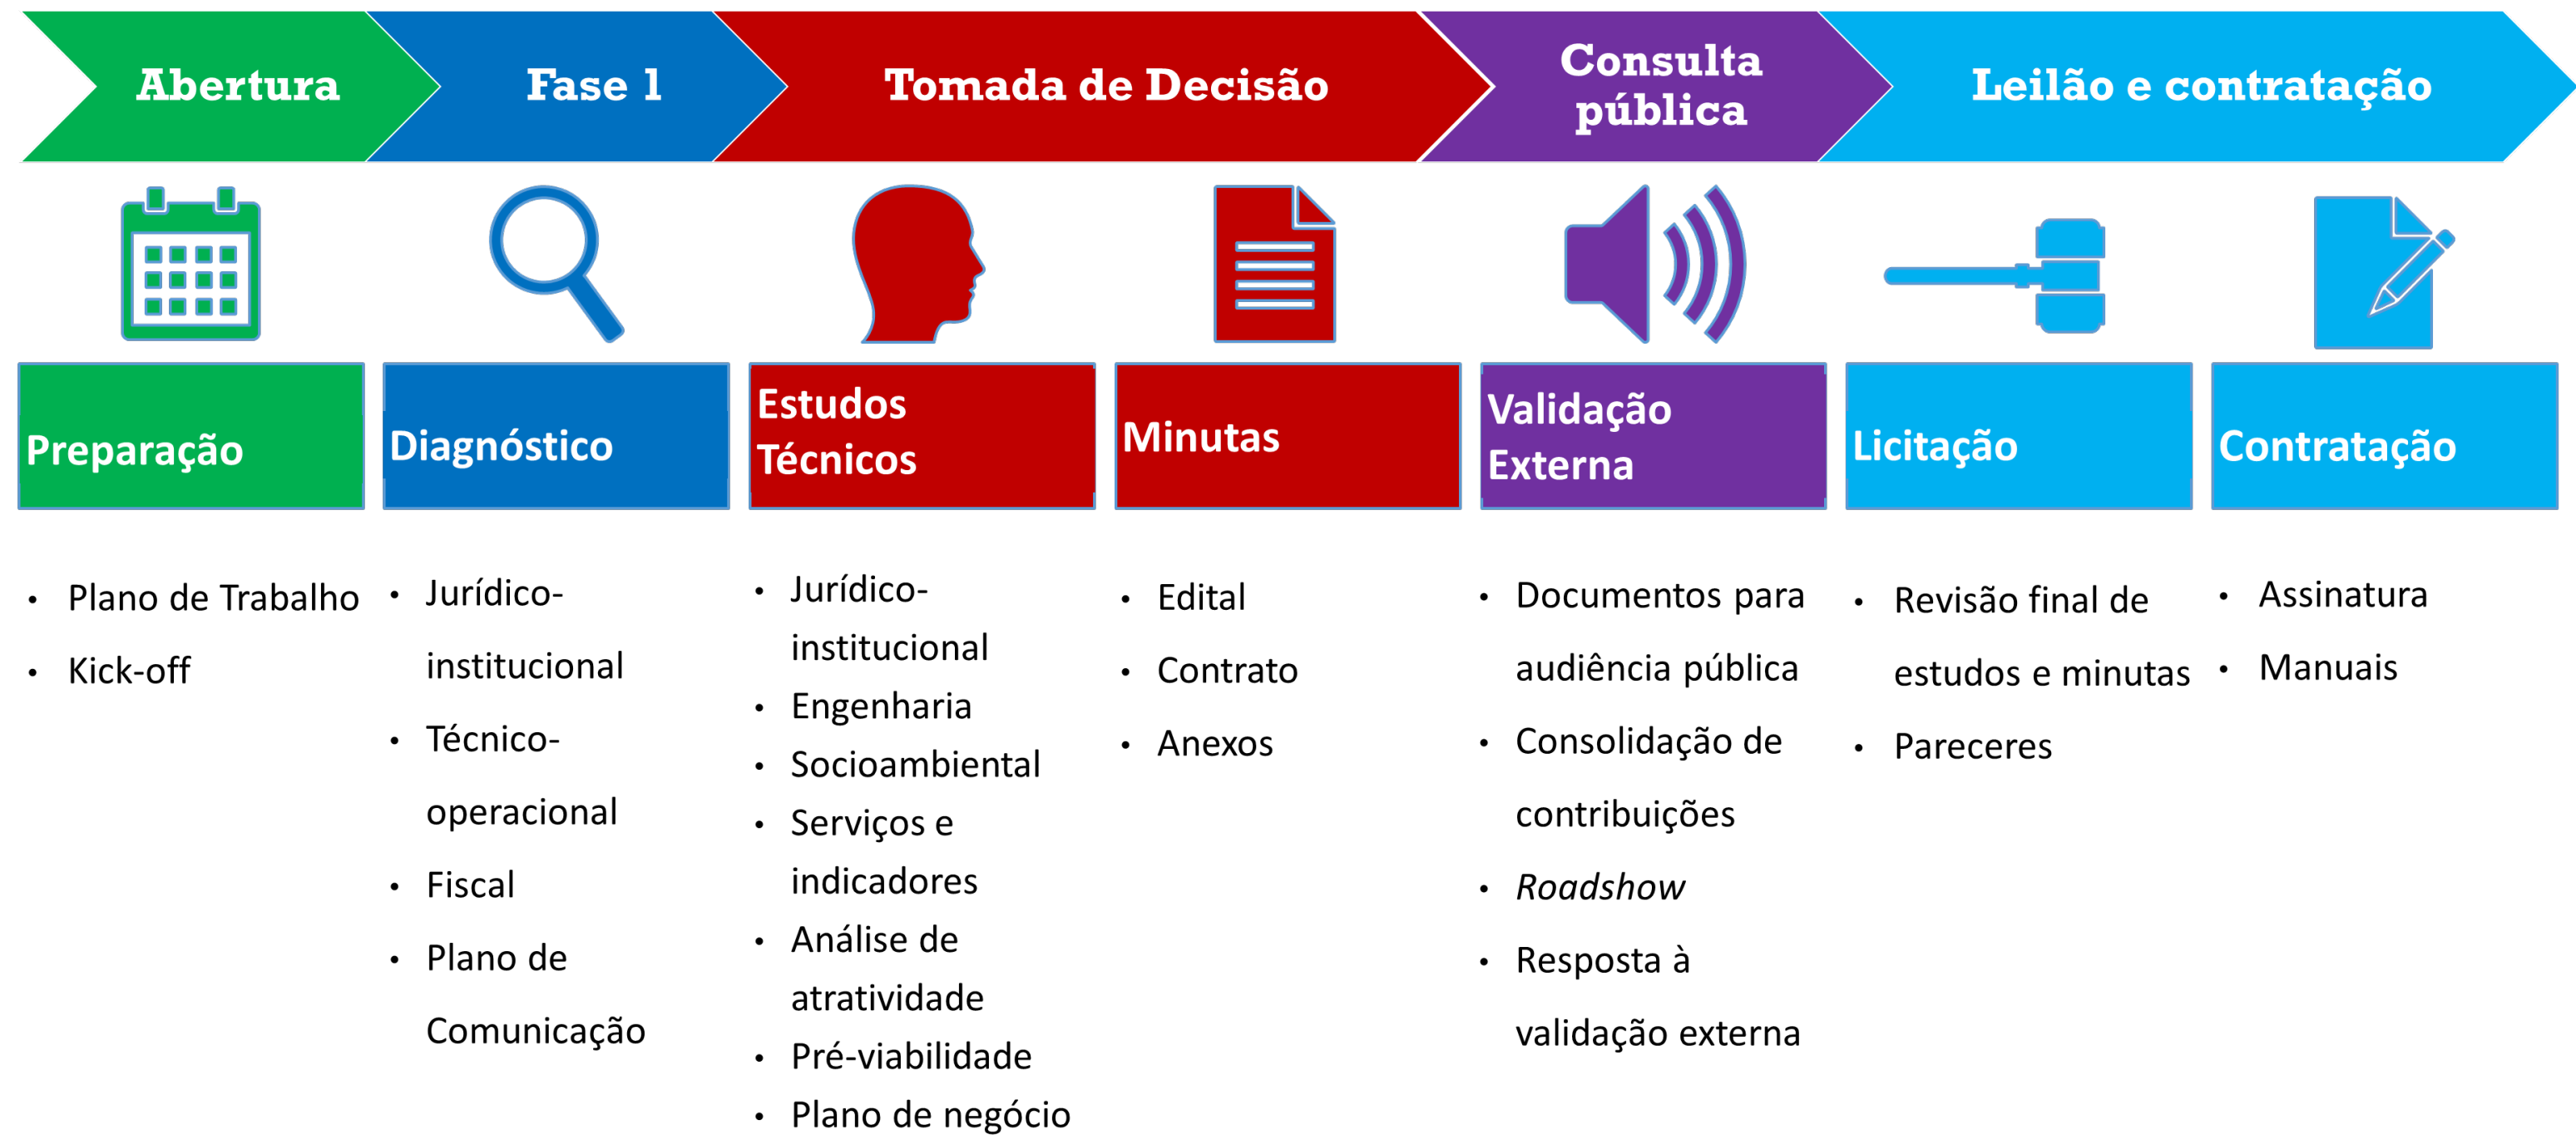 Abertura
Fase 1
Tomada de Decisão
Consulta
pública
Leilão e contratação
Preparação
Diagnóstico
Estudos
Técnicos
Minutas
Validação
Externa
Licitação
Contratação
• Plano de Trabalho
• Kick-off
• Jurídico-
institucional
• Técnico-
operacional
• Fiscal
• Plano de
Comunicação
• Jurídico-
institucional
• Engenharia
• Socioambiental
• Serviços e
indicadores
• Análise de
atratividade
• Pré-viabilidade
• Plano de negócio
• Edital
• Contrato
• Anexos
• Documentos para
audiência pública
• Consolidação de
contribuições
• Roadshow
• Resposta à
validação externa
• Revisão final de
estudos e minutas
• Pareceres
• Assinatura
• Manuais